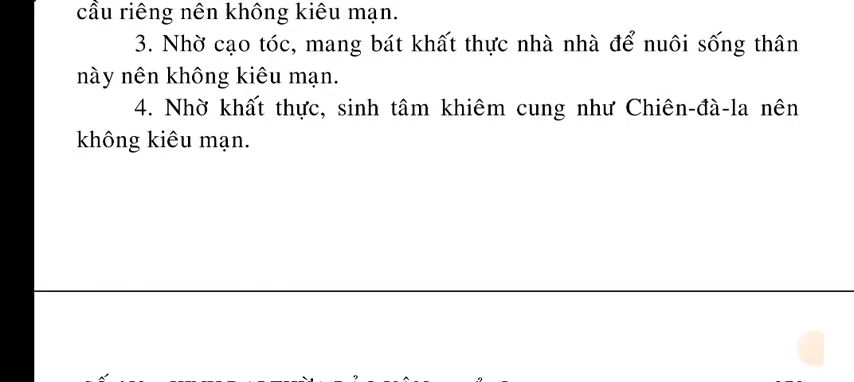 cầu riêng nên không kiêu mạn.
3. Nhờ cạo tóc, mang bát khất thực nhà nhà để nuôi sống thân
này nên không kiêu mạn.
4. Nhờ khất thực, sinh tâm khiêm cung như Chiên-đà-la nên
không kiêu mạn.